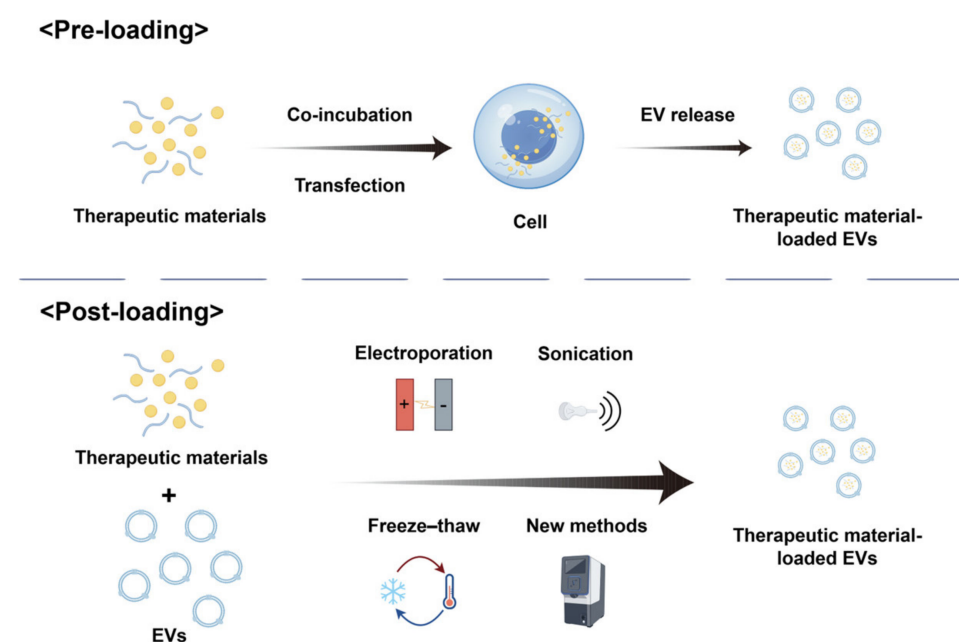 <Pre-loading>
Co-incubation
EV release
Transfection
Therapeutic materials
Cell
Therapeutic material-
loaded EVs
<Post-loading>
Electroporation
Sonication
+ -
Therapeutic materials
+
Freeze–thaw
New methods
Therapeutic material-
loaded EVs
EVs